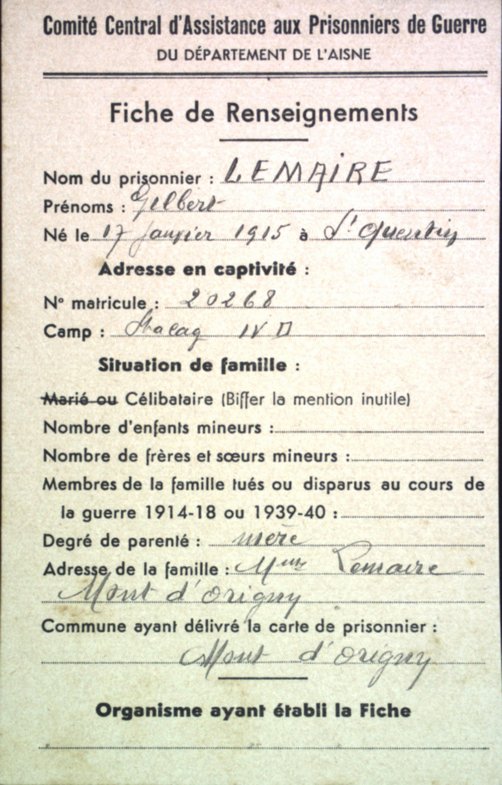 Comité Central d'Assistance aux Prisonniers de Guerre
DU DÉPARTEMENT DE L'AISNE
Fiche de Renseignements
Nom du prisonnier : LEMAIRE
Prénoms : Gilbert
Né le 17 janvier 1915 à St Quentin
Adresse en captivité :
N° matricule : 20268
Camp : Stalag IV D
Situation de famille :
Marié ou Célibataire (Biffer la mention inutile)
Nombre d'enfants mineurs :
Nombre de frères et sœurs mineurs :
Membres de la famille tués ou disparus au cours de
la guerre 1914-18 ou 1939-40 :
Degré de parenté : mère
Adresse de la famille : Mme Lemaire
Mont d'Origny
Commune ayant délivré la carte de prisonnier :
Mont d'Origny
Organisme ayant établi la Fiche